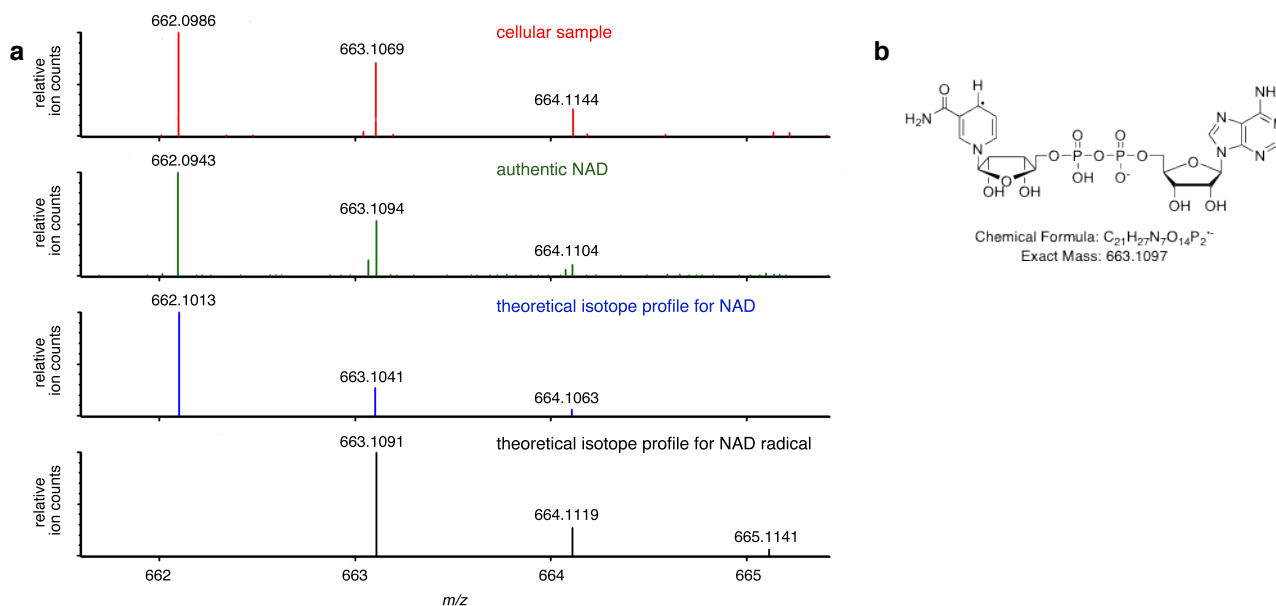 a
662.0986
663.1069
664.1144
cellular sample
relative
ion counts
662.0943
663.1094
664.1104
authentic NAD
relative
ion counts
662.1013
663.1041
664.1063
theoretical isotope profile for NAD
relative
ion counts
663.1091
664.1119
665.1141
theoretical isotope profile for NAD radical
relative
ion counts
662 663 664 665
m/z
b
H
O
H₂N
N
O
OH OH
O P O P O
O O
OH O⁻
O
OH OH
N
N
N
NH
Chemical Formula: C₂₁H₂₇N₇O₁₄P₂•⁻
Exact Mass: 663.1097